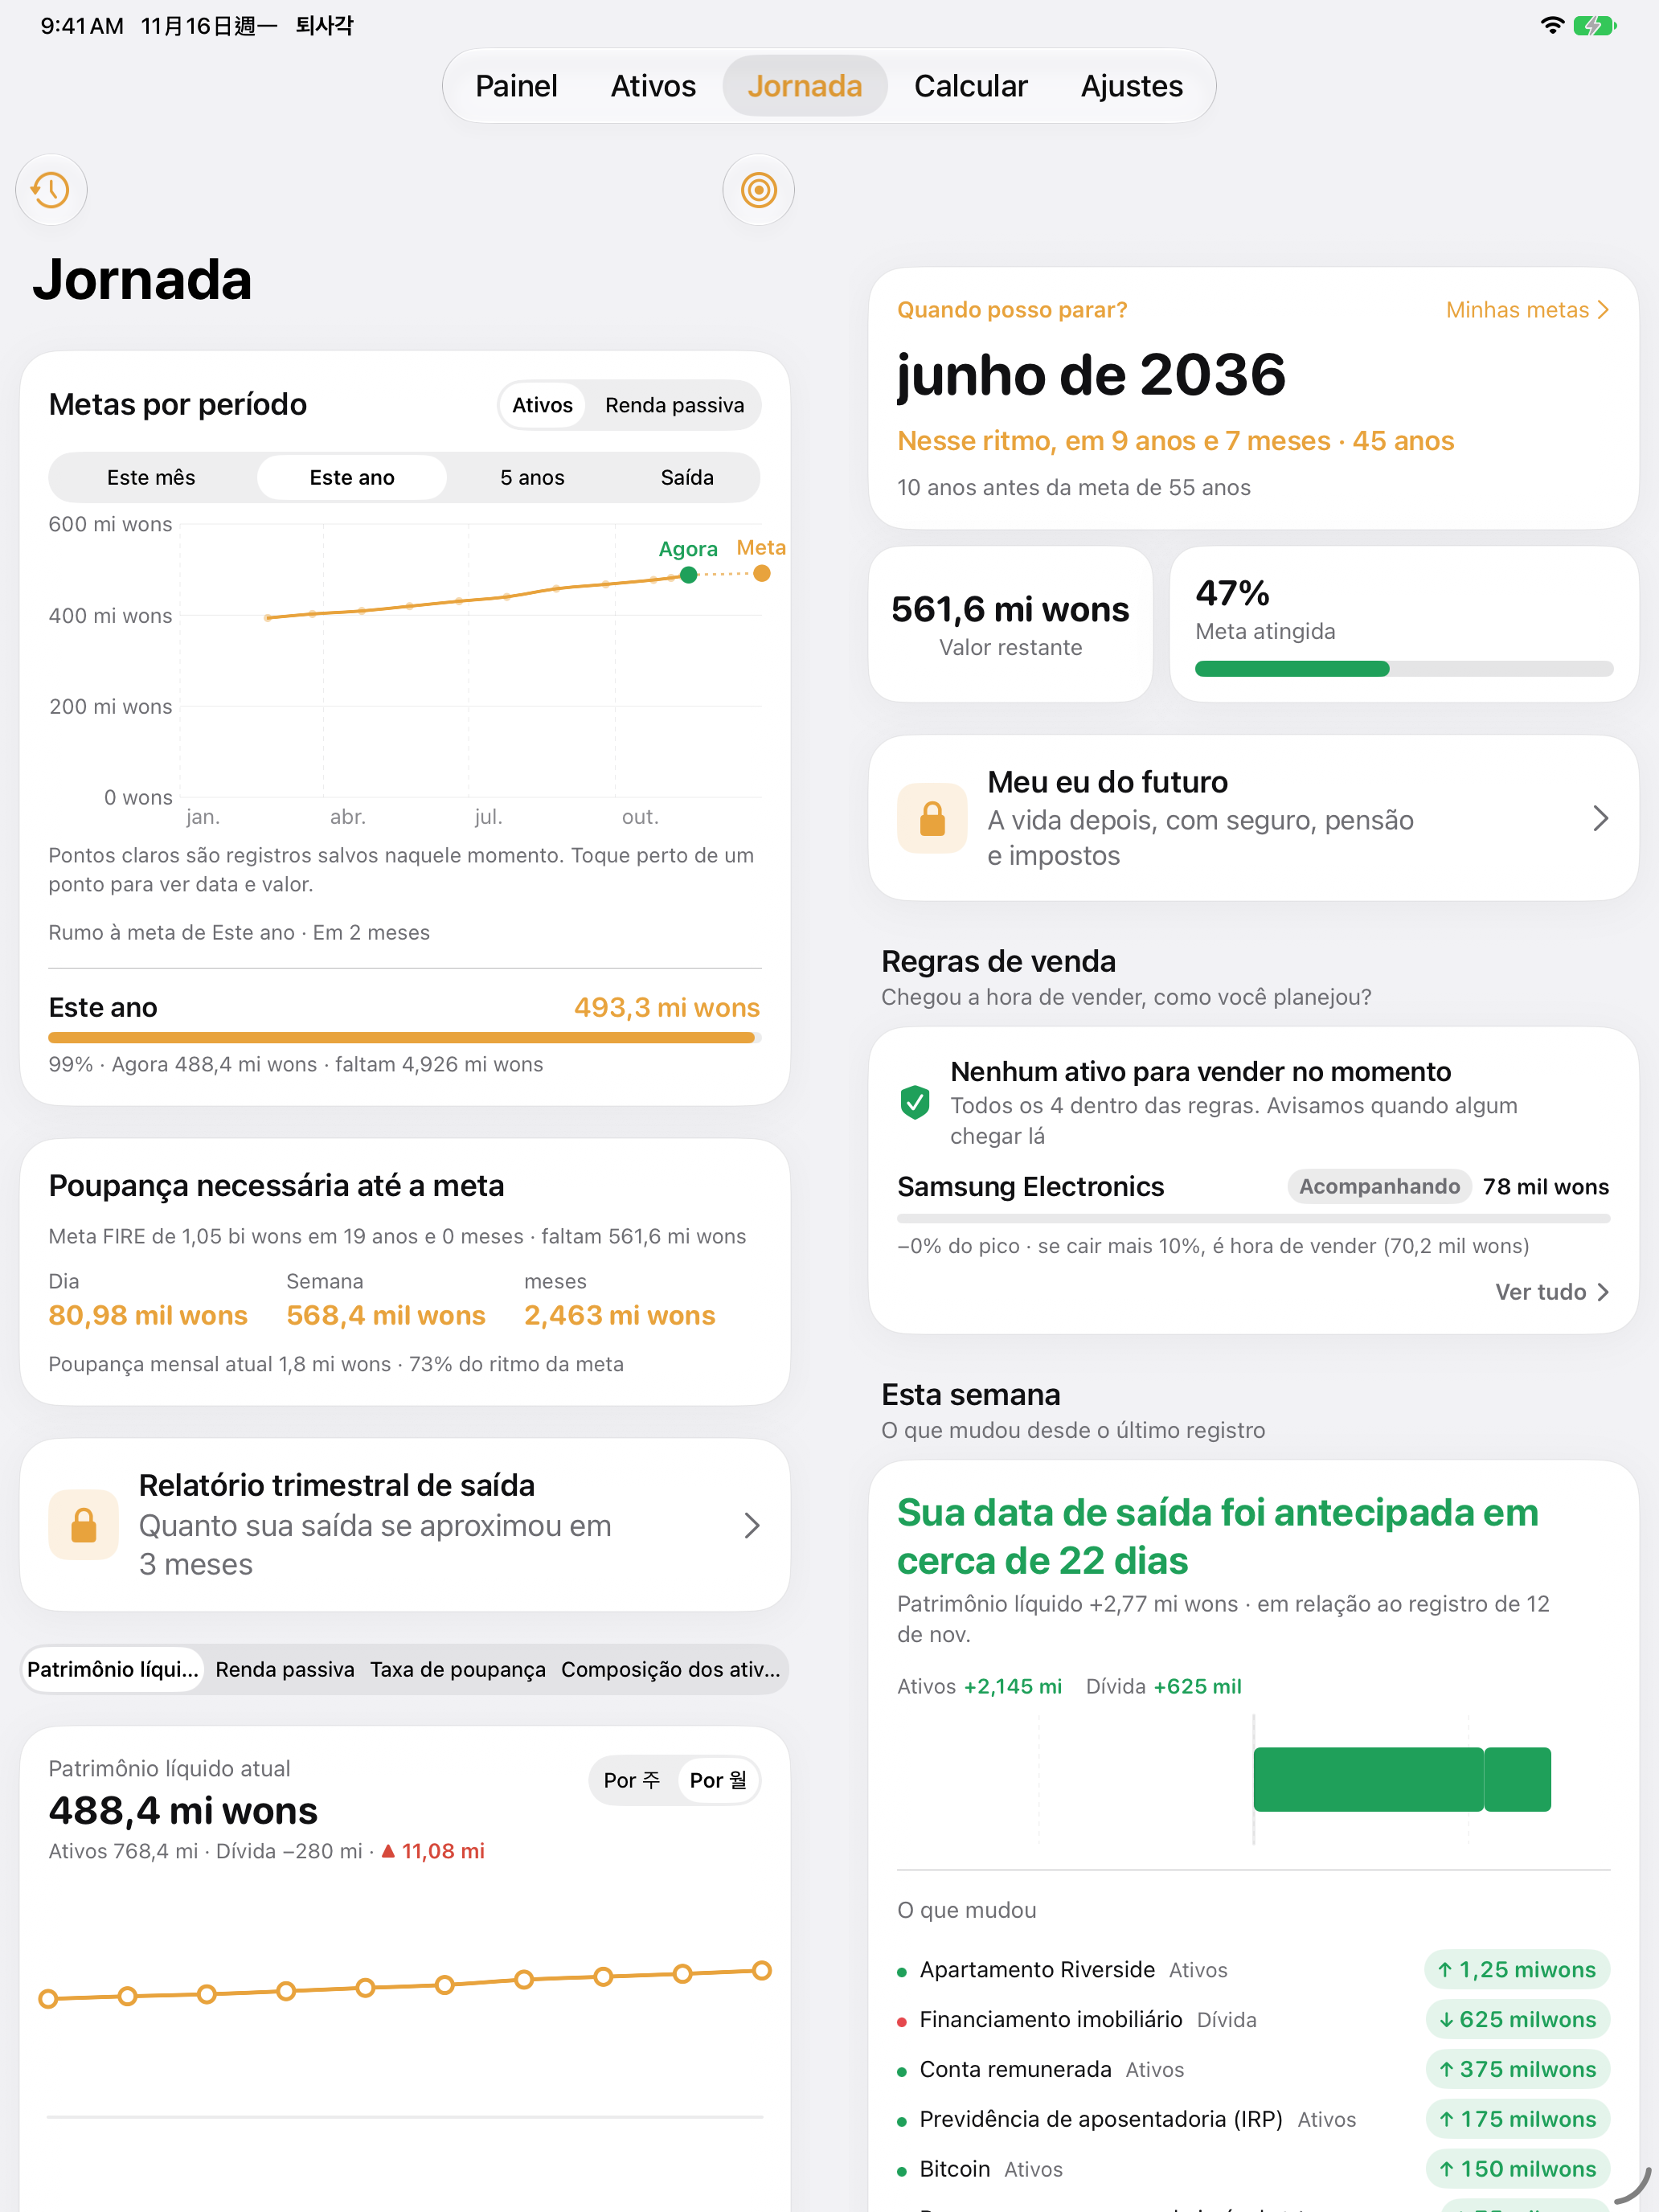 9:41 AM 11月16日週一 퇴사각
Painel
Ativos
Jornada
Calcular
Ajustes
Jornada
Metas por período
Ativos
Renda passiva
Este mês
Este ano
5 anos
Saída
600 mi wons
400 mi wons
200 mi wons
0 wons
Agora
Meta
jan.
abr.
jul.
out.
Pontos claros são registros salvos naquele momento. Toque perto de um
ponto para ver data e valor.
Rumo à meta de Este ano · Em 2 meses
Este ano
493,3 mi wons
99% · Agora 488,4 mi wons · faltam 4,926 mi wons
Poupança necessária até a meta
Meta FIRE de 1,05 bi wons em 19 anos e 0 meses · faltam 561,6 mi wons
Dia
Semana
meses
80,98 mil wons
568,4 mil wons
2,463 mi wons
Poupança mensal atual 1,8 mi wons · 73% do ritmo da meta
Relatório trimestral de saída
Quanto sua saída se aproximou em
3 meses
Patrimônio líqui...
Renda passiva
Taxa de poupança
Composição dos ativ...
Patrimônio líquido atual
Por 주
Por 월
488,4 mi wons
Ativos 768,4 mi · Dívida −280 mi · ▲ 11,08 mi
Quando posso parar?
Minhas metas
junho de 2036
Nesse ritmo, em 9 anos e 7 meses · 45 anos
10 anos antes da meta de 55 anos
561,6 mi wons
Valor restante
47%
Meta atingida
Meu eu do futuro
A vida depois, com seguro, pensão
e impostos
Regras de venda
Chegou a hora de vender, como você planejou?
Nenhum ativo para vender no momento
Todos os 4 dentro das regras. Avisamos quando algum
chegar lá
Samsung Electronics
Acompanhando
78 mil wons
−0% do pico · se cair mais 10%, é hora de vender (70,2 mil wons)
Ver tudo
Esta semana
O que mudou desde o último registro
Sua data de saída foi antecipada em
cerca de 22 dias
Patrimônio líquido +2,77 mi wons · em relação ao registro de 12
de nov.
Ativos +2,145 mi Dívida +625 mil
O que mudou
Apartamento Riverside Ativos ↑ 1,25 miwons
Financiamento imobiliário Dívida ↓ 625 milwons
Conta remunerada Ativos ↑ 375 milwons
Previdência de aposentadoria (IRP) Ativos ↑ 175 milwons
Bitcoin Ativos ↑ 150 milwons